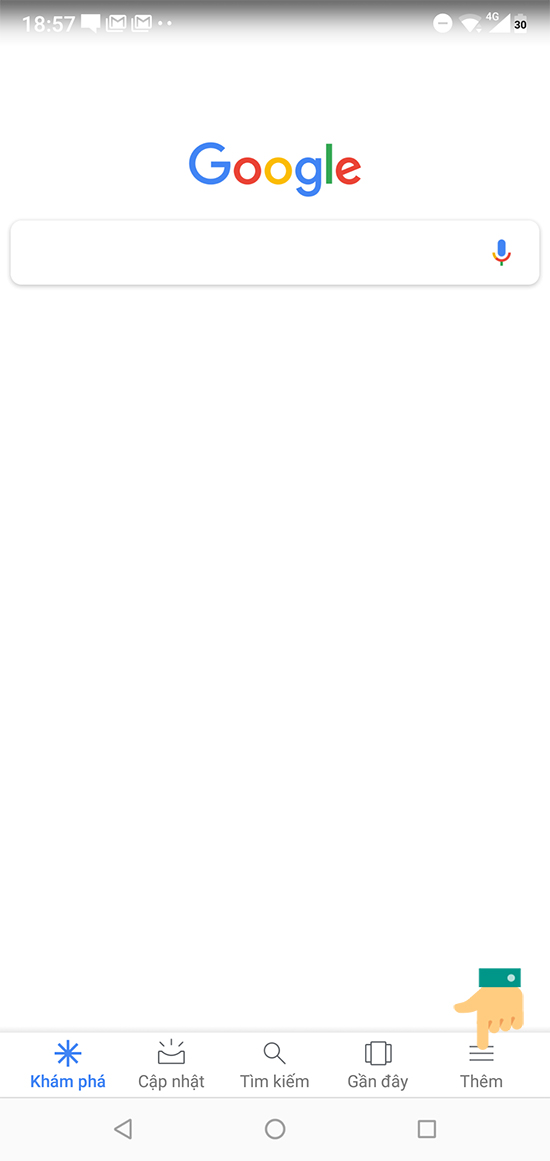 18:57
4G
30
Google
Khám phá
Cập nhật
Tìm kiếm
Gần đây
Thêm